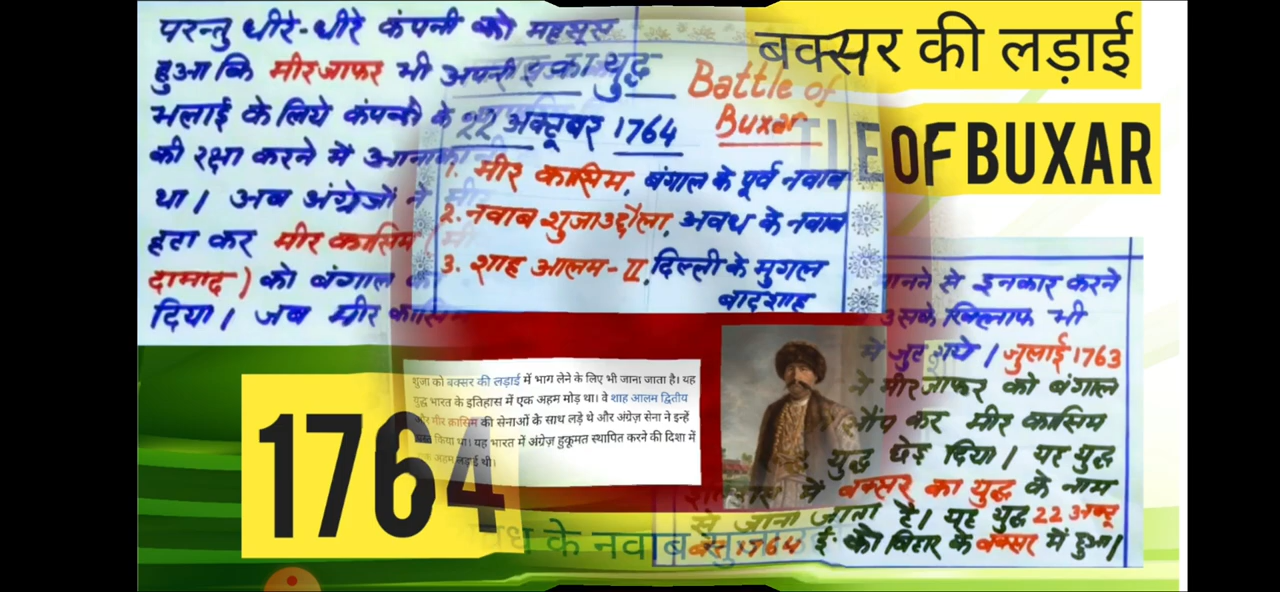 परन्तु धीरे-धीरे कंपनी को महसूस
हुआ कि मीरजाफर भी अपनी
भलाई के लिये कंपनी के
की रक्षा करने में
था। अब अंग्रेजों ने
हटा कर मीर कासिम
दामाद) को बंगाल
दिया। जब मीर कासिम
का युद्ध
22 अक्टूबर 1764
Battle of
Buxar
1. मीर कासिम, बंगाल के पूर्व नवाब
2. नवाब शुजाउद्दौला, अवध के नवाब
3. शाह आलम-II, दिल्ली के मुगल
बादशाह
बक्सर की लड़ाई
OF BUXAR
1764
शुजा को बक्सर की लड़ाई में भाग लेने के लिए भी जाना जाता है। यह
युद्ध भारत के इतिहास में एक अहम मोड़ था। वे शाह आलम द्वितीय
और मीर क़ासिम की सेनाओं के साथ लड़े थे और अंग्रेज़ सेना ने इन्हें
किया था। यह भारत में अंग्रेज़ हुकूमत स्थापित करने की दिशा में
एक अहम लड़ाई थी।
मानने से इनकार करने
उसके खिलाफ भी
में जुट गये। जुलाई 1763
ने मीरजाफर को बंगाल
सौंप कर मीर कासिम
युद्ध छेड़ दिया। यह युद्ध
में बक्सर का युद्ध के नाम
से जाना जाता है। यह युद्ध 22 अक्टू
बर 1764 ई॰ को बिहार के बक्सर में हुआ।
के नवाब